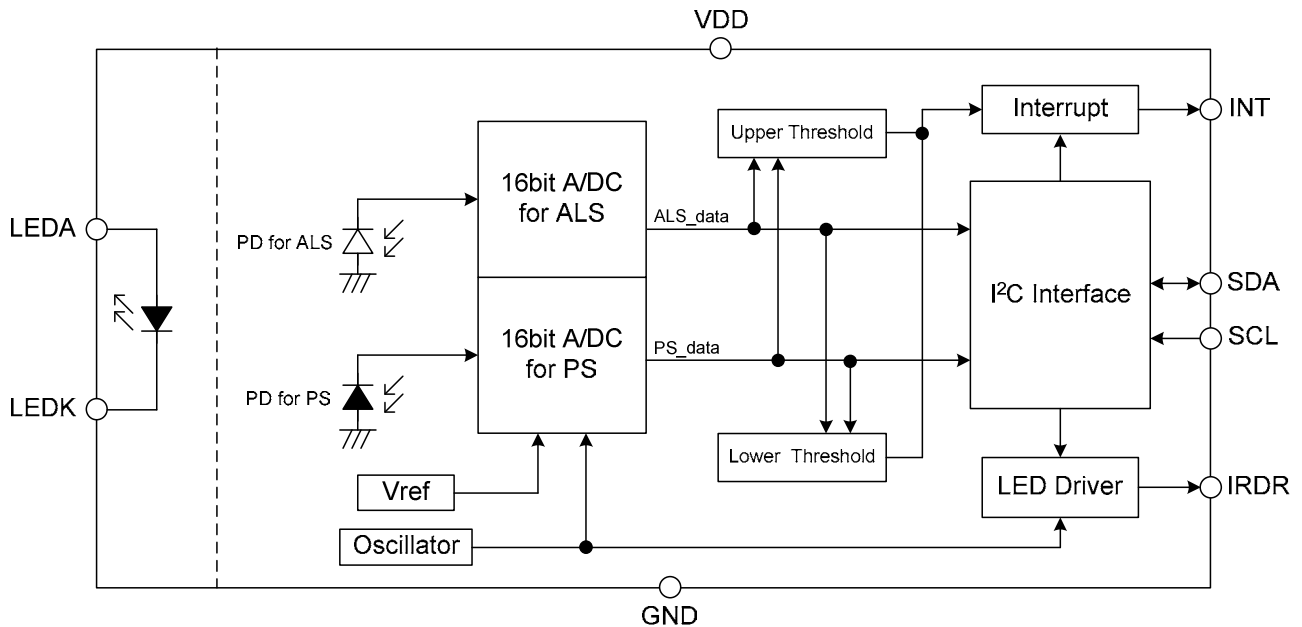 VDD
Interrupt
INT
Upper Threshold
16bit A/DC
for ALS
ALS_data
LEDA
PD for ALS
I²C Interface
SDA
SCL
16bit A/DC
for PS
PS_data
PD for PS
LEDK
Lower Threshold
Vref
LED Driver
IRDR
Oscillator
GND